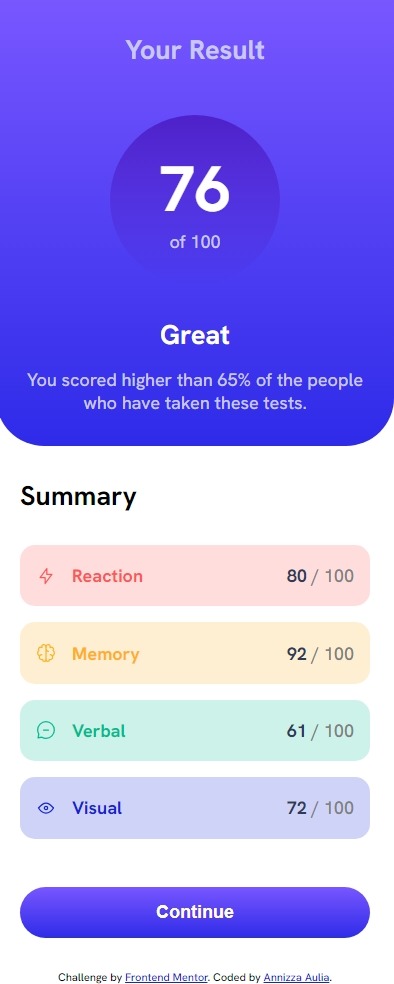 Your Result
76
of 100
Great
You scored higher than 65% of the people
who have taken these tests.
Summary
Reaction 80 / 100
Memory 92 / 100
Verbal 61 / 100
Visual 72 / 100
Continue
Challenge by Frontend Mentor. Coded by Annizza Aulia.